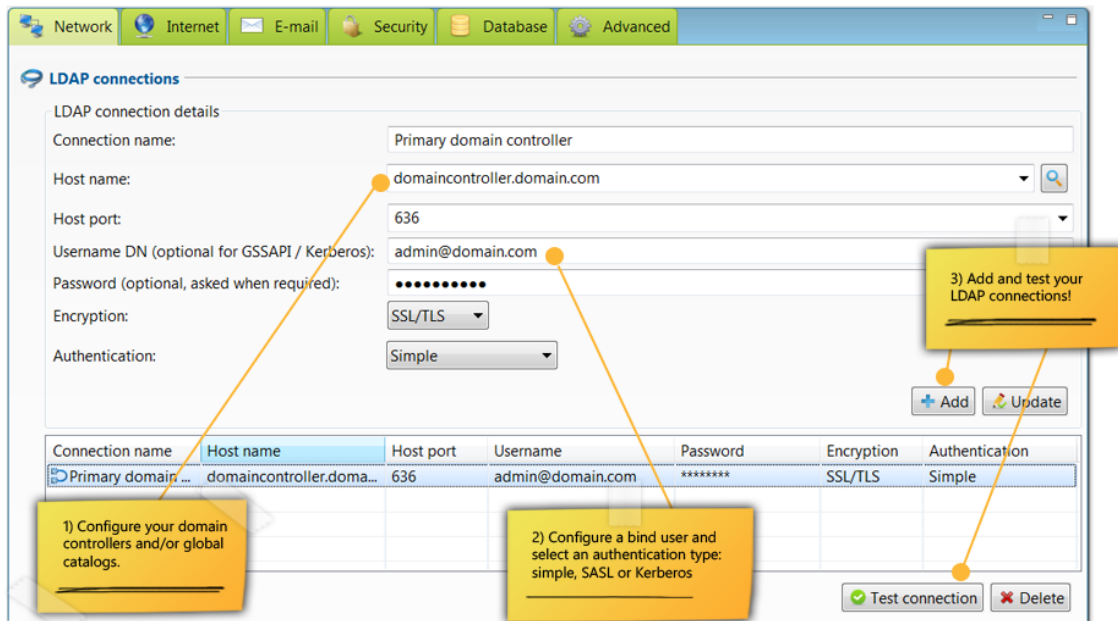 Network Internet E-mail Security Database Advanced
LDAP connections
LDAP connection details
Connection name: Primary domain controller
Host name: domaincontroller.domain.com
Host port: 636
Username DN (optional for GSSAPI / Kerberos): admin@domain.com
Password (optional, asked when required): ●●●●●●●●●●
Encryption: SSL/TLS
Authentication: Simple
3) Add and test your
LDAP connections!
Add Update
Connection name Host name Host port Username Password Encryption Authentication
Primary domain ... domaincontroller.doma... 636 admin@domain.com ******** SSL/TLS Simple
1) Configure your domain
controllers and/or global
catalogs.
2) Configure a bind user and
select an authentication type:
simple, SASL or Kerberos
Test connection Delete